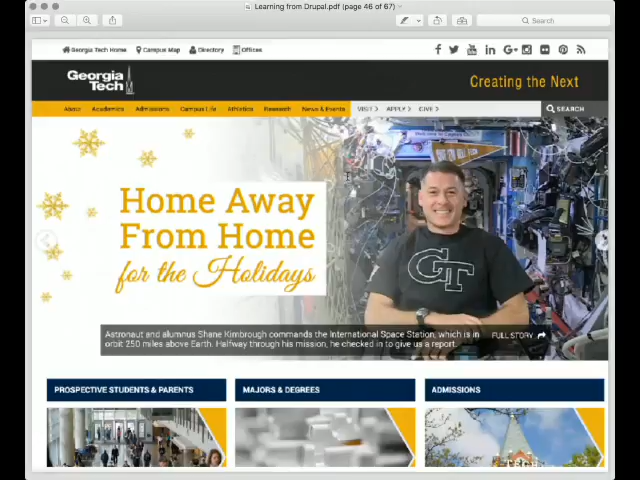 Learning from Drupal.pdf (page 46 of 67)
Search
Georgia Tech Home Campus Map Directory Offices
Georgia Tech
Creating the Next
About Academics Admissions Campus Life Athletics Research News & Events VISIT APPLY GIVE SEARCH
Home Away
From Home
for the Holidays
GT
Astronaut and alumnus Shane Kimbrough commands the International Space Station, which is in
orbit 250 miles above Earth. Halfway through his mission, he checked in to give us a report.
FULL STORY
PROSPECTIVE STUDENTS & PARENTS MAJORS & DEGREES ADMISSIONS
TECH